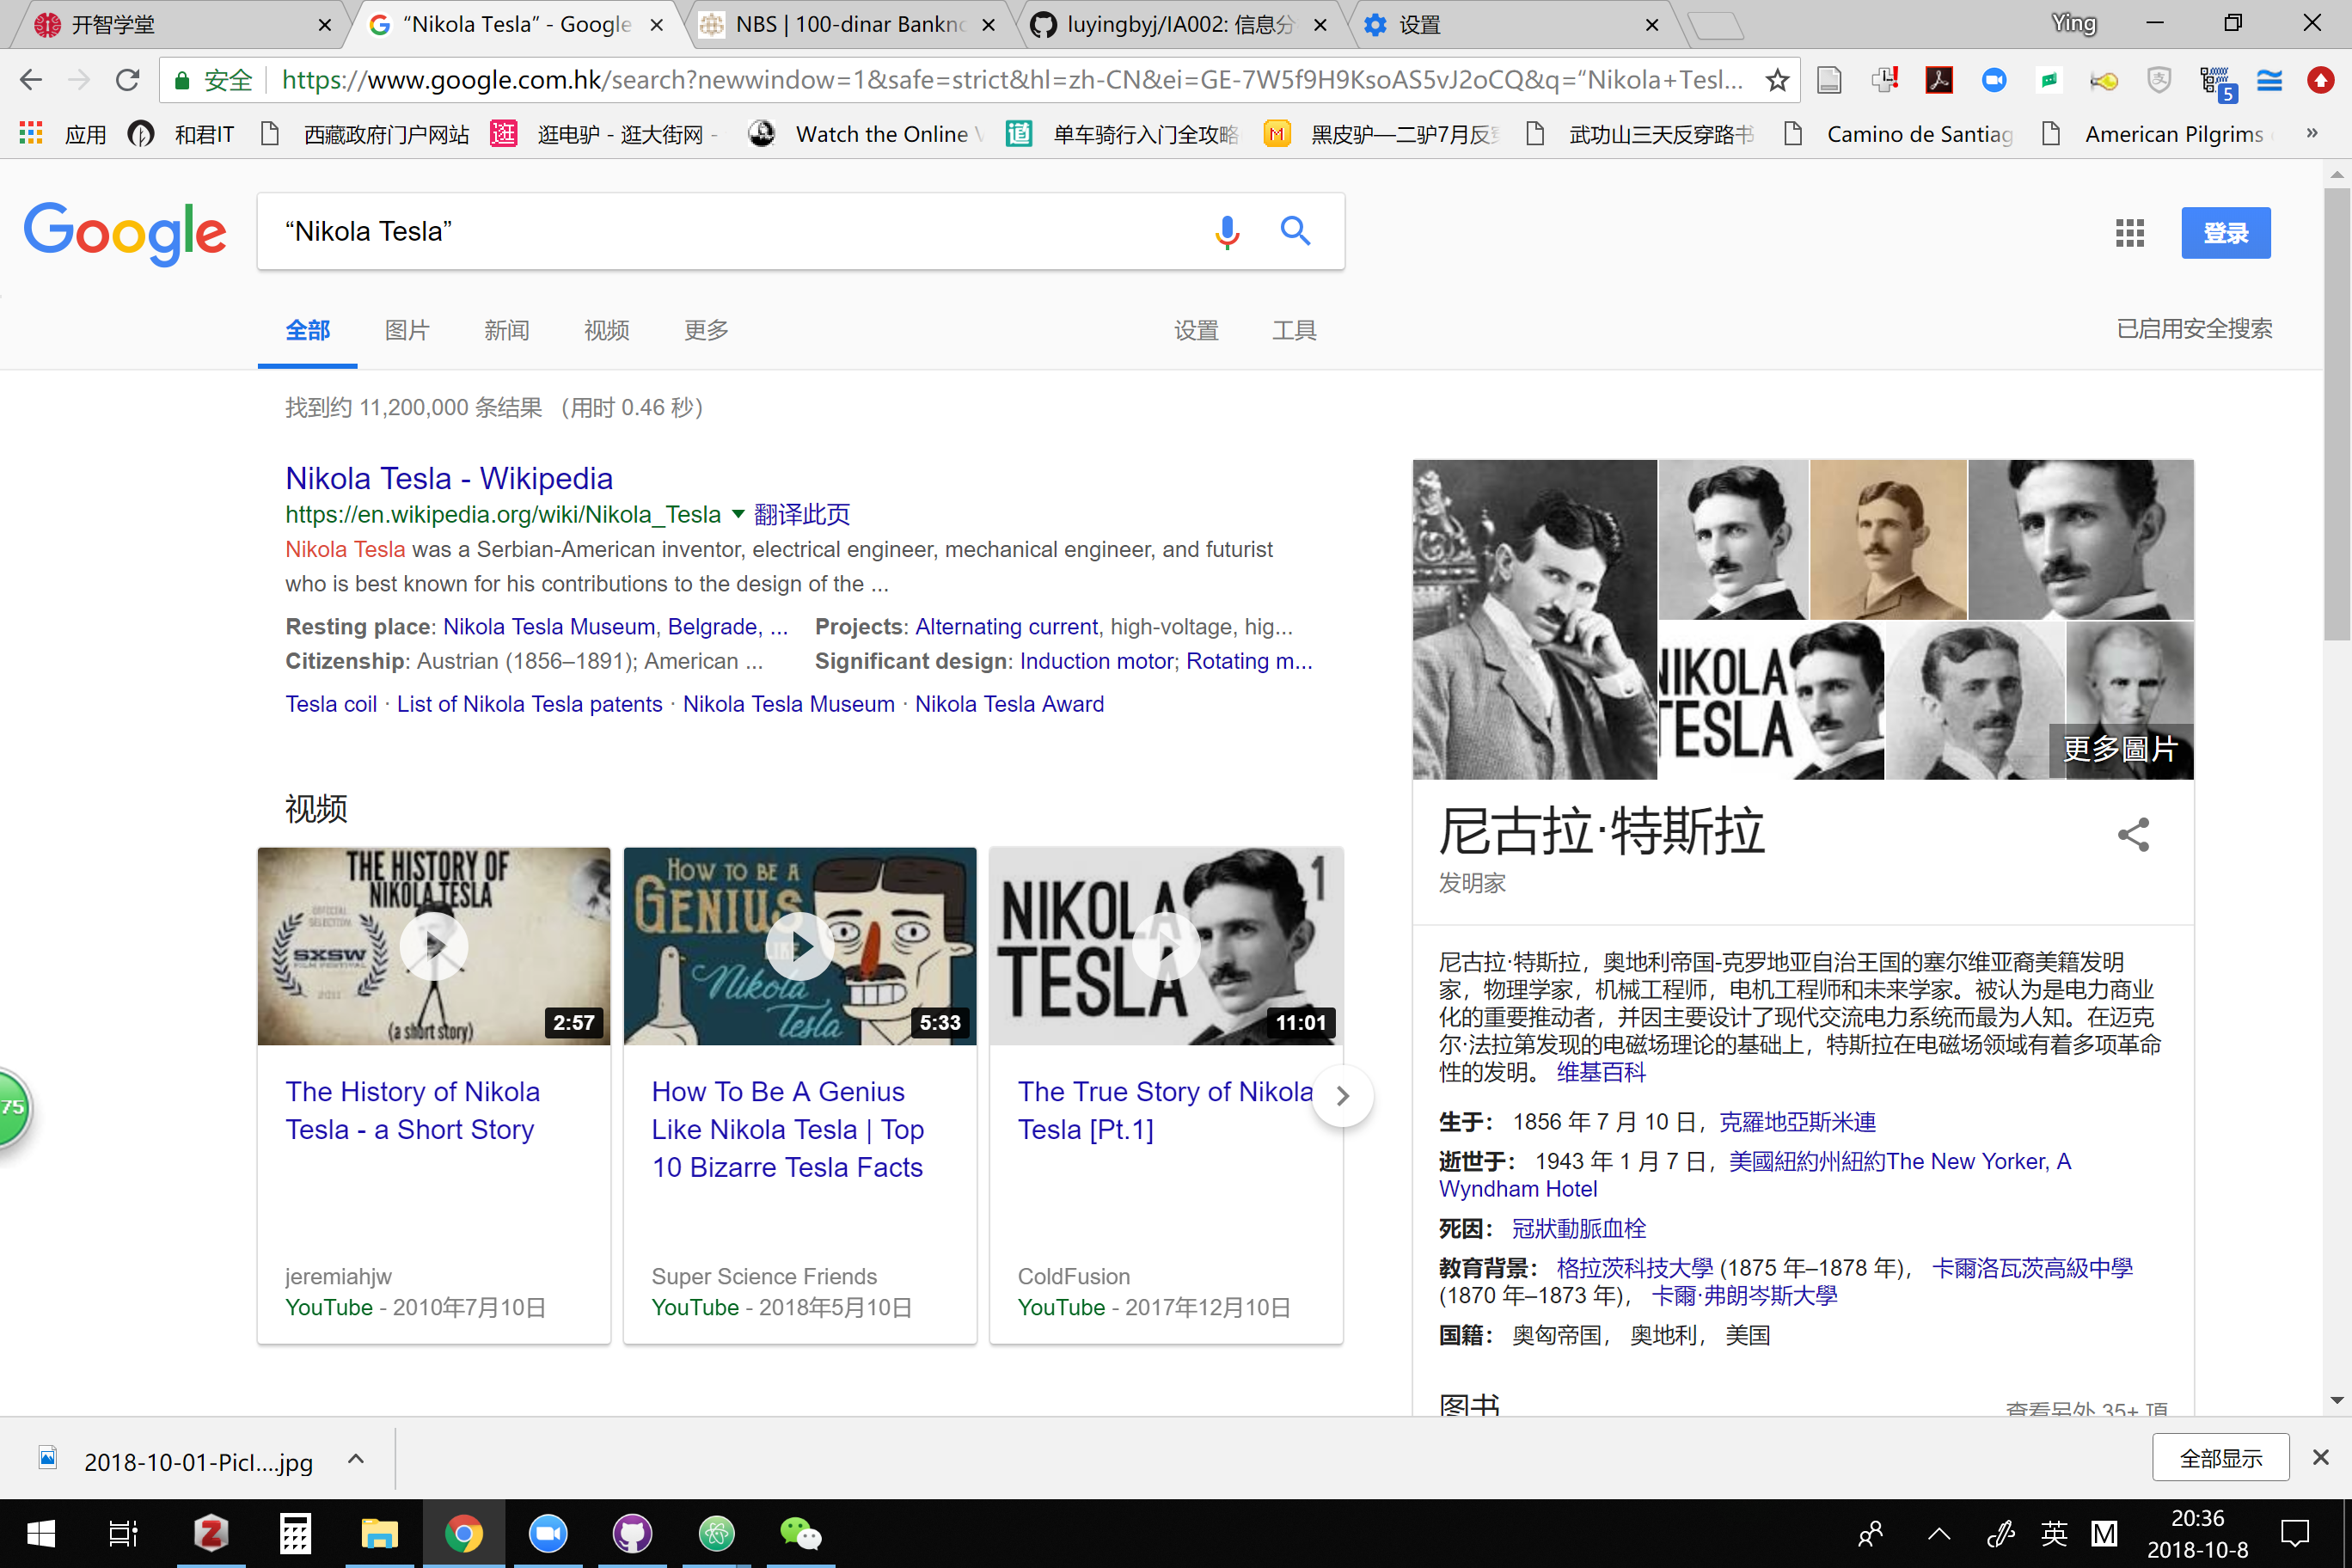 开智学堂
“Nikola Tesla” - Google
NBS | 100-dinar Bankno
luyingbyj/IA002: 信息分
设置
Ying
安全
https://www.google.com.hk/search?newwindow=1&safe=strict&hl=zh-CN&ei=GE-7W5f9H9KsoAS5vJ2oCQ&q=“Nikola+Tesl...
5
应用
和君IT
西藏政府门户网站
逛
逛电驴 - 逛大街网 -
Watch the Online V
道
单车骑行入门全攻略
M
黑皮驴—二驴7月反穿
武功山三天反穿路书
Camino de Santiag
American Pilgrims
»
Google
“Nikola Tesla”
登录
全部
图片
新闻
视频
更多
设置
工具
已启用安全搜索
找到约 11,200,000 条结果 （用时 0.46 秒）
Nikola Tesla - Wikipedia
https://en.wikipedia.org/wiki/Nikola_Tesla 翻译此页
Nikola Tesla was a Serbian-American inventor, electrical engineer, mechanical engineer, and futurist
who is best known for his contributions to the design of the ...
Resting place: Nikola Tesla Museum, Belgrade, ...
Projects: Alternating current, high-voltage, hig...
Citizenship: Austrian (1856–1891); American ...
Significant design: Induction motor; Rotating m...
Tesla coil · List of Nikola Tesla patents · Nikola Tesla Museum · Nikola Tesla Award
视频
THE HISTORY OF
NIKOLA TESLA
OFFICIAL
SELECTION
SXSW
FILM FESTIVAL
2011
(a short story)
2:57
The History of Nikola
Tesla - a Short Story
jeremiahjw
YouTube - 2010年7月10日
HOW TO BE A
GENIUS
LIKE
Nikola
Tesla
5:33
How To Be A Genius
Like Nikola Tesla | Top
10 Bizarre Tesla Facts
Super Science Friends
YouTube - 2018年5月10日
1
NIKOLA
TESLA
11:01
The True Story of Nikola
Tesla [Pt.1]
ColdFusion
YouTube - 2017年12月10日
NIKOLA
TESLA
更多圖片
尼古拉·特斯拉
发明家
尼古拉·特斯拉，奥地利帝国-克罗地亚自治王国的塞尔维亚裔美籍发明
家，物理学家，机械工程师，电机工程师和未来学家。被认为是电力商业
化的重要推动者，并因主要设计了现代交流电力系统而最为人知。在迈克
尔·法拉第发现的电磁场理论的基础上，特斯拉在电磁场领域有着多项革命
性的发明。 维基百科
生于： 1856 年 7 月 10 日，克羅地亞斯米連
逝世于： 1943 年 1 月 7 日，美國紐約州紐約The New Yorker, A
Wyndham Hotel
死因： 冠狀動脈血栓
教育背景： 格拉茨科技大學 (1875 年–1878 年)， 卡爾洛瓦茨高級中學
(1870 年–1873 年)， 卡爾·弗朗岑斯大學
国籍： 奥匈帝国， 奥地利， 美国
图书
查看另外 35+ 項
75
2018-10-01-PicI....jpg
全部显示
Z
英
M
20:36
2018-10-8